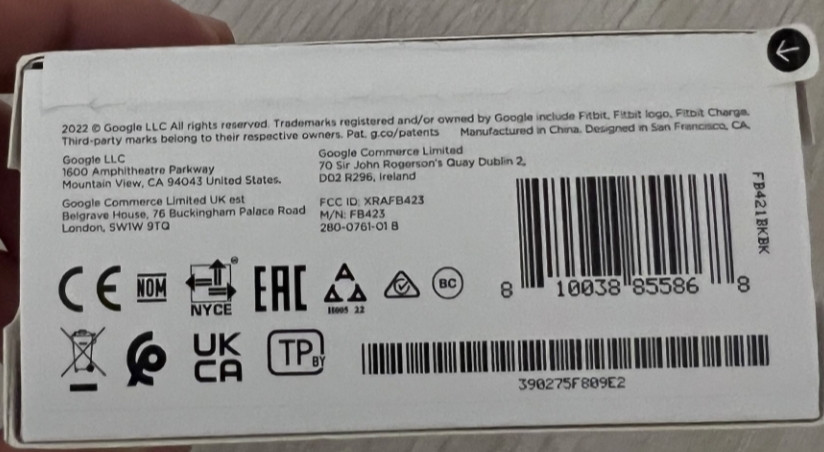 2022 © Google LLC All rights reserved. Trademarks registered and/or owned by Google include Fitbit, Fitbit logo, Fitbit Charge.
Third-party marks belong to their respective owners. Pat. g.co/patents Manufactured in China. Designed in San Francisco, CA.
Google LLC
1600 Amphitheatre Parkway
Mountain View, CA 94043 United States.
Google Commerce Limited
70 Sir John Rogerson's Quay Dublin 2,
D02 R296, Ireland
Google Commerce Limited UK est
Belgrave House, 76 Buckingham Palace Road
London, SW1W 9TQ
FCC ID: XRAFB423
M/N: FB423
280-0761-01 B
FB421BKBK
CE
NOM
NYCE
®
EAC
A
BC
8 10038 85586 8
UK
CA
TP BY
390275F809E2